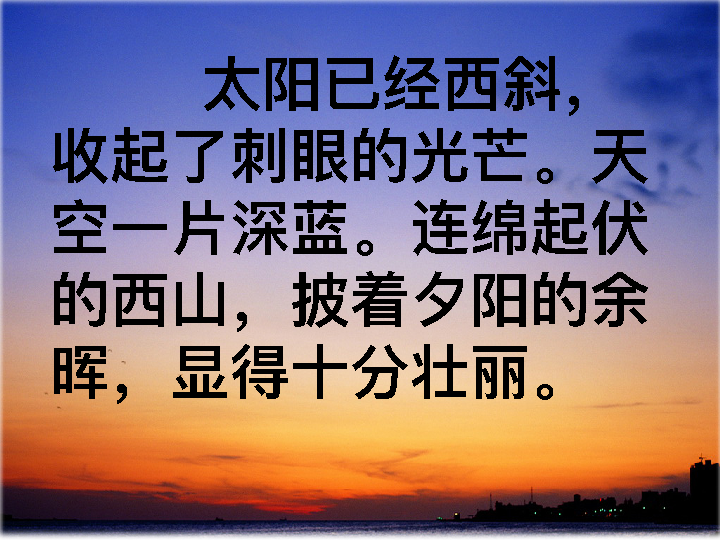 太阳已经西斜，
收起了刺眼的光芒。天
空一片深蓝。连绵起伏
的西山，披着夕阳的余
晖，显得十分壮丽。